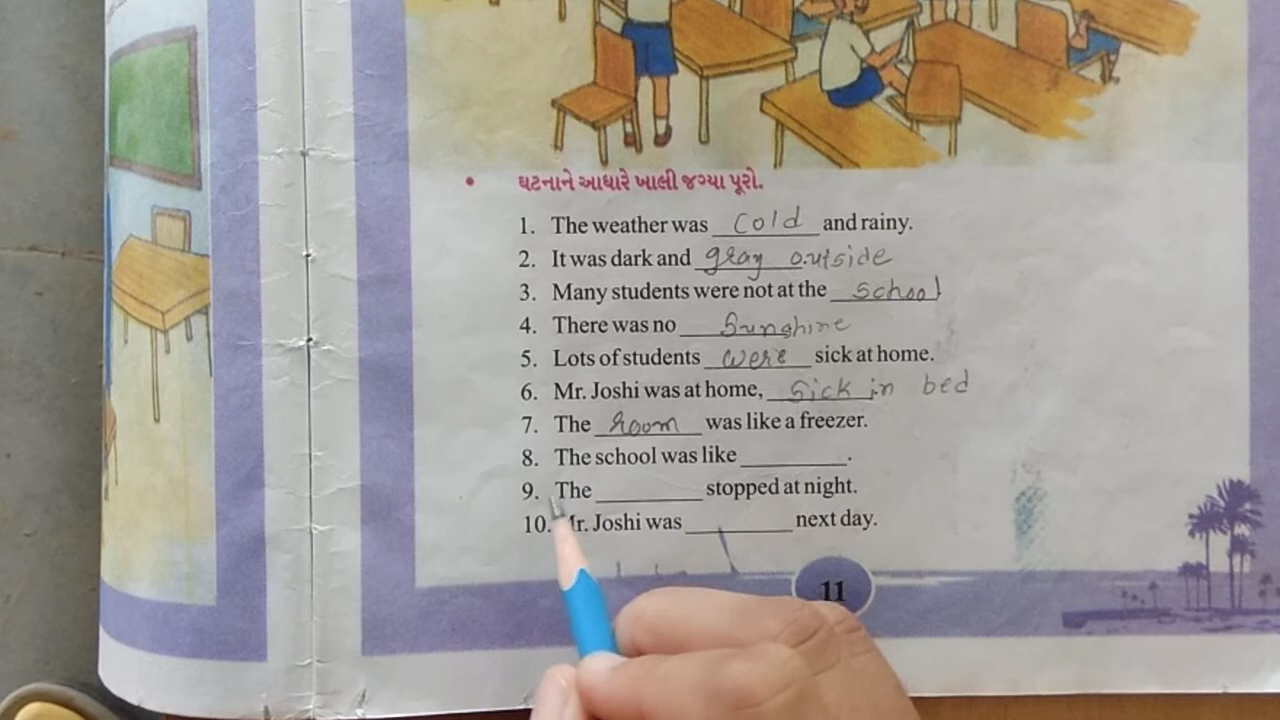 • ઘટનાને આધારે ખાલી જગ્યા પૂરો.
1. The weather was cold and rainy.
2. It was dark and gray outside
3. Many students were not at the school
4. There was no Sunshine
5. Lots of students were sick at home.
6. Mr. Joshi was at home, Sick in bed
7. The room was like a freezer.
8. The school was like ________.
9. The ________ stopped at night.
10. Mr. Joshi was ________ next day.
11